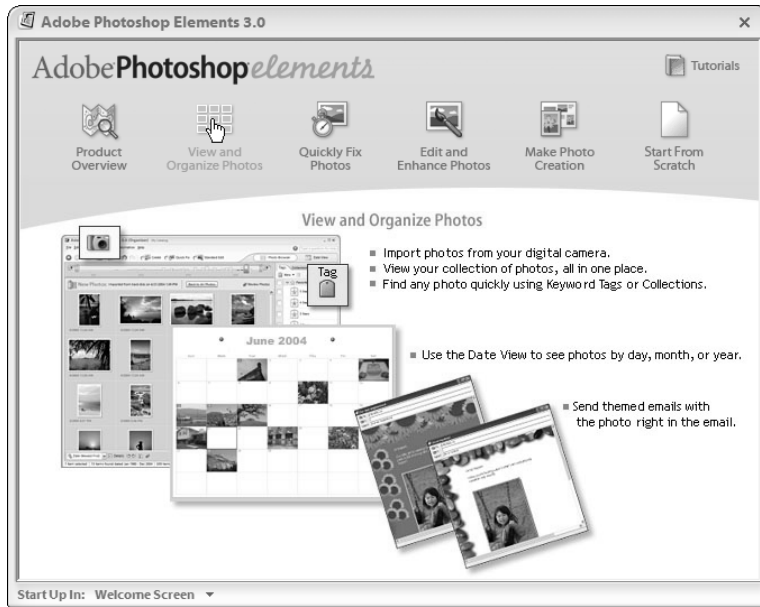 Adobe Photoshop Elements 3.0
Adobe Photoshop elements
Tutorials
Product
Overview
View and
Organize Photos
Quickly Fix
Photos
Edit and
Enhance Photos
Make Photo
Creation
Start From
Scratch
View and Organize Photos
Import photos from your digital camera.
View your collection of photos, all in one place.
Find any photo quickly using Keyword Tags or Collections.
Tag
June 2004
Use the Date View to see photos by day, month, or year.
Send themed emails with
the photo right in the email.
Start Up In: Welcome Screen